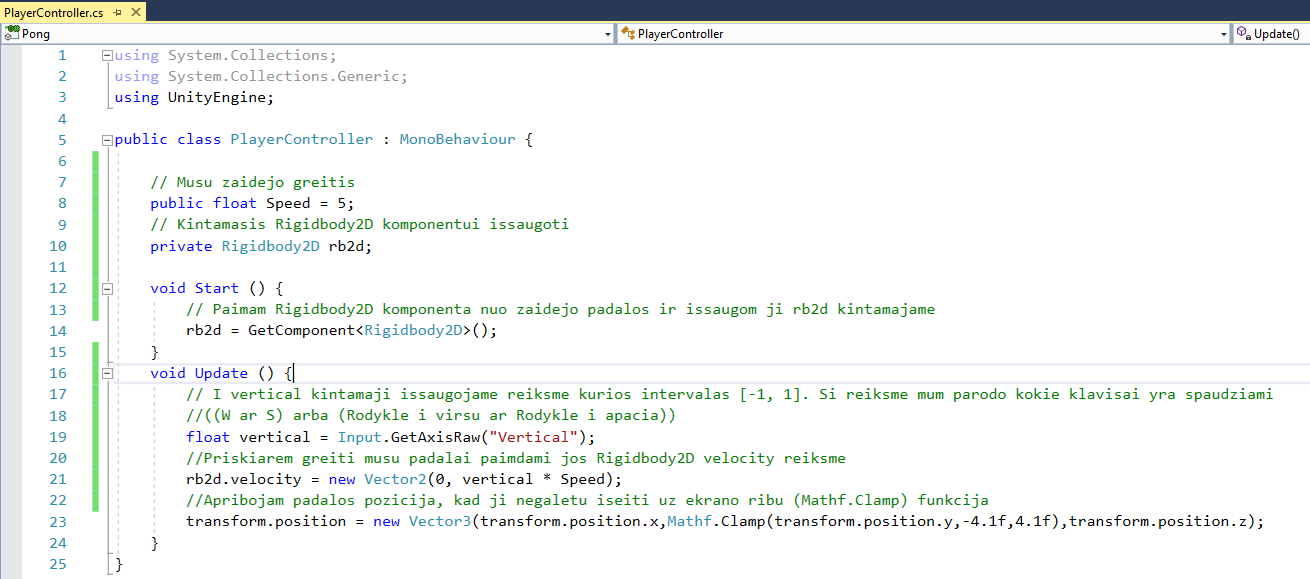 PlayerController.cs
Pong PlayerController Update()
1 using System.Collections;
2 using System.Collections.Generic;
3 using UnityEngine;
4
5 public class PlayerController : MonoBehaviour {
6
7 // Musu zaidejo greitis
8 public float Speed = 5;
9 // Kintamasis Rigidbody2D komponentui issaugoti
10 private Rigidbody2D rb2d;
11
12 void Start () {
13 // Paimam Rigidbody2D komponenta nuo zaidejo padalos ir issaugom ji rb2d kintamajame
14 rb2d = GetComponent<Rigidbody2D>();
15 }
16 void Update () {
17 // I vertical kintamaji issaugojame reiksme kurios intervalas [-1, 1]. Si reiksme mum parodo kokie klavisai yra spaudziami
18 //((W ar S) arba (Rodykle i virsu ar Rodykle i apacia))
19 float vertical = Input.GetAxisRaw("Vertical");
20 //Priskiarem greiti musu padalai paimdami jos Rigidbody2D velocity reiksme
21 rb2d.velocity = new Vector2(0, vertical * Speed);
22 //Apribojam padalos pozicija, kad ji negaletu iseiti uz ekrano ribu (Mathf.Clamp) funkcija
23 transform.position = new Vector3(transform.position.x,Mathf.Clamp(transform.position.y,-4.1f,4.1f),transform.position.z);
24 }
25 }